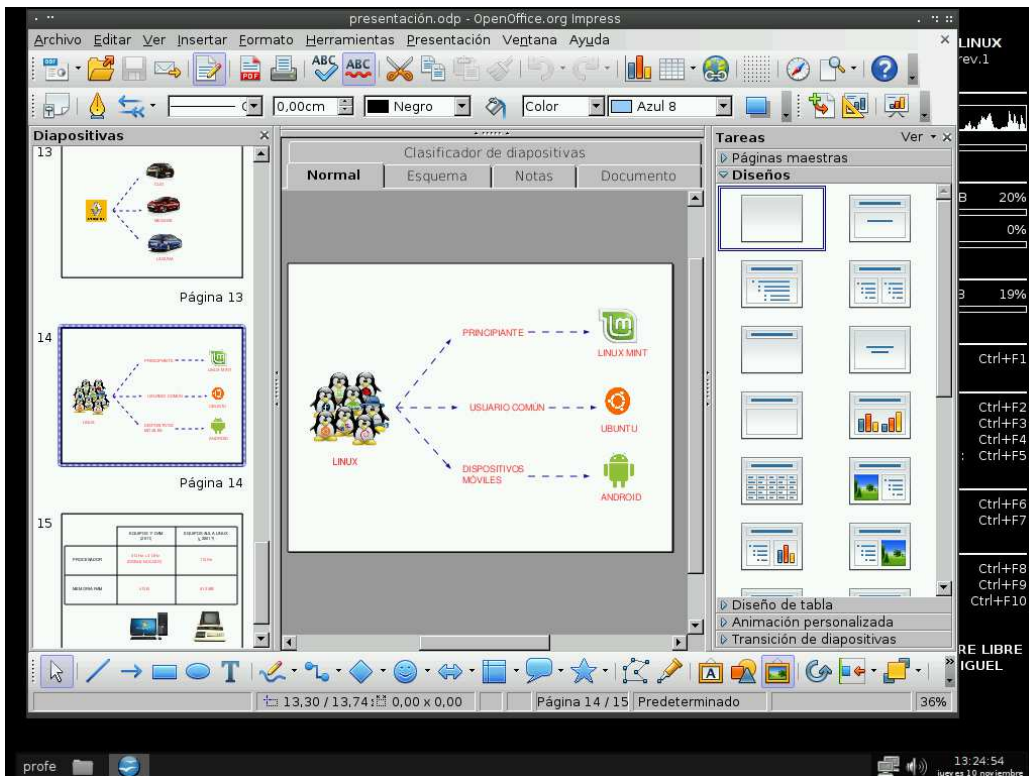 presentación.odp - OpenOffice.org Impress
Archivo Editar Ver Insertar Formato Herramientas Presentación Ventana Ayuda
0,00cm Negro Color Azul 8
Diapositivas
13
Página 13
14
Página 14
15
Clasificador de diapositivas
Normal Esquema Notas Documento
PRINCIPIANTE
LINUX MINT
USUARIO COMÚN
UBUNTU
LINUX
DISPOSITIVOS
MÓVILES
ANDROID
Tareas Ver
Páginas maestras
Diseños
Diseño de tabla
Animación personalizada
Transición de diapositivas
13,30 / 13,74 0,00 x 0,00 Página 14 / 15 Predeterminado 36%
LINUX
rev.1
20%
0%
19%
Ctrl+F1
Ctrl+F2
Ctrl+F3
Ctrl+F4
Ctrl+F5
Ctrl+F6
Ctrl+F7
Ctrl+F8
Ctrl+F9
Ctrl+F10
RE LIBRE
IGUEL
profe
13:24:54
jueves 10 noviembre